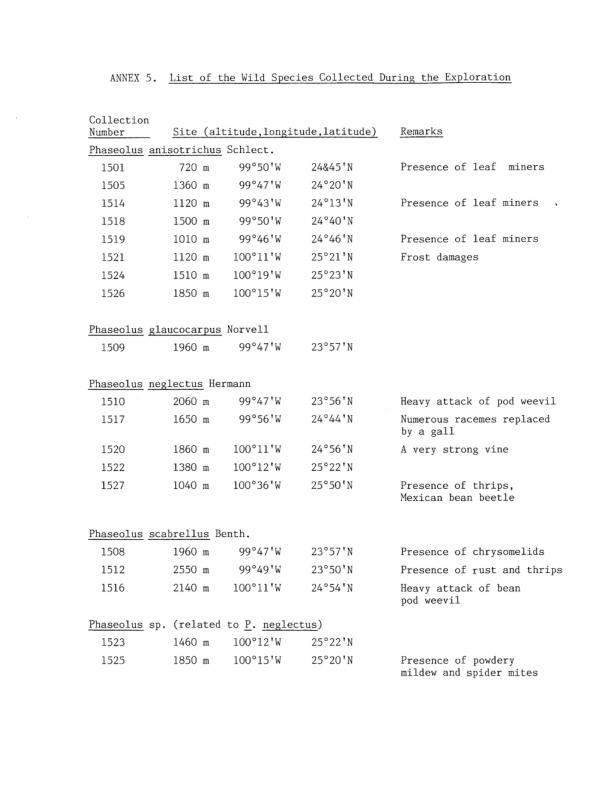 ANNEX 5. List of the Wild Species Collected During the Exploration
Collection
Number Site (altitude,longitude,latitude) Remarks
Phaseolus anisotrichus Schlect.
1501 720 m 99°50'W 24&45'N Presence of leaf miners
1505 1360 m 99°47'W 24°20'N
1514 1120 m 99°43'W 24°13'N Presence of leaf miners
1518 1500 m 99°50'W 24°40'N
1519 1010 m 99°46'W 24°46'N Presence of leaf miners
1521 1120 m 100°11'W 25°21'N Frost damages
1524 1510 m 100°19'W 25°23'N
1526 1850 m 100°15'W 25°20'N
Phaseolus glaucocarpus Norvell
1509 1960 m 99°47'W 23°57'N
Phaseolus neglectus Hermann
1510 2060 m 99°47'W 23°56'N Heavy attack of pod weevil
1517 1650 m 99°56'W 24°44'N Numerous racemes replaced
by a gall
1520 1860 m 100°11'W 24°56'N A very strong vine
1522 1380 m 100°12'W 25°22'N
1527 1040 m 100°36'W 25°50'N Presence of thrips,
Mexican bean beetle
Phaseolus scabrellus Benth.
1508 1960 m 99°47'W 23°57'N Presence of chrysomelids
1512 2550 m 99°49'W 23°50'N Presence of rust and thrips
1516 2140 m 100°11'W 24°54'N Heavy attack of bean
pod weevil
Phaseolus sp. (related to P. neglectus)
1523 1460 m 100°12'W 25°22'N
1525 1850 m 100°15'W 25°20'N Presence of powdery
mildew and spider mites